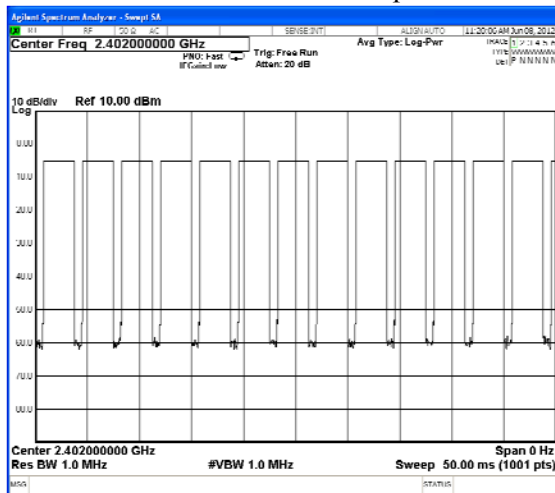 Agilent Spectrum Analyzer - Swept SA
RF 50 Ω AC SENSE:INT ALIGN AUTO 11:20:06 AM Jun 08, 2012
Center Freq 2.402000000 GHz Avg Type: Log-Pwr TRACE 1 2 3 4 5 6
PNO: Fast Trig: Free Run TYPE
IFGain:Low Atten: 20 dB DET P N N N N N
10 dB/div Ref 10.00 dBm
Log
0.00
10.0
20.0
30.0
40.0
50.0
60.0
70.0
80.0
Center 2.402000000 GHz Span 0 Hz
Res BW 1.0 MHz #VBW 1.0 MHz Sweep 50.00 ms (1001 pts)
MSG STATUS